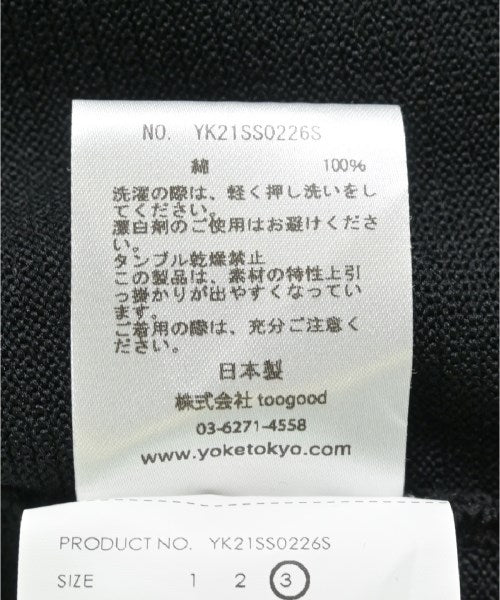 NO. YK21SS0226S
綿 100%
洗濯の際は、軽く押し洗いをし
てください。
漂白剤のご使用はお避けくださ
い。
タンブル乾燥禁止
この製品は、素材の特性上引
っ掛かりが出やすくなっていま
ます。
ご着用の際は、充分ご注意く
ださい。
日本製
株式会社 toogood
03-6271-4558
www.yoketokyo.com
PRODUCT NO. YK21SS0226S
SIZE 1 2 3